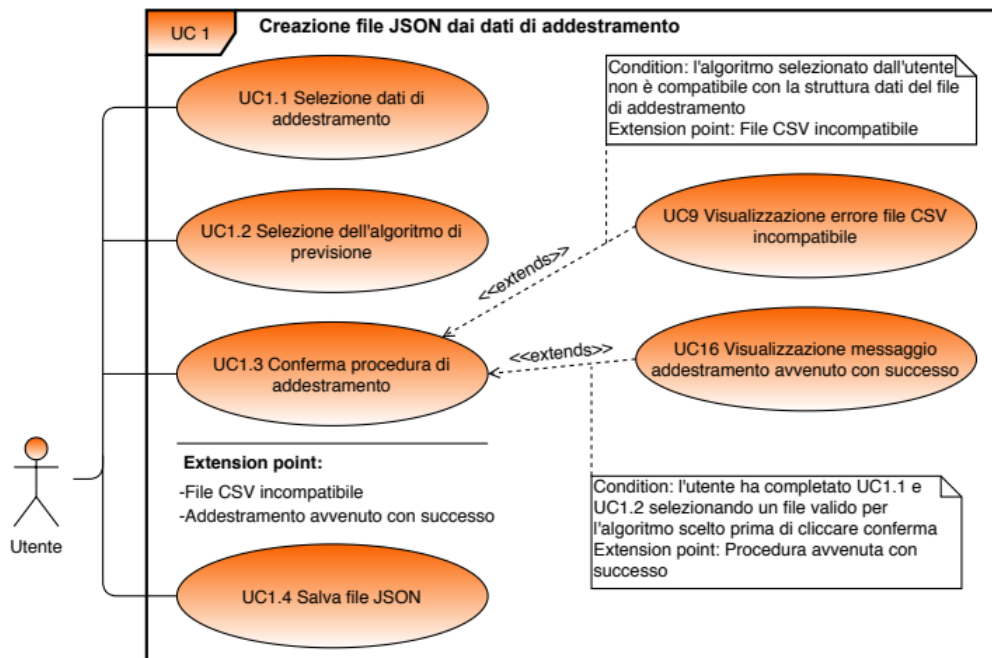 UC 1
Creazione file JSON dai dati di addestramento
Condition: l'algoritmo selezionato dall'utente
non è compatibile con la struttura dati del file
di addestramento
Extension point: File CSV incompatibile
UC1.1 Selezione dati di
addestramento
UC1.2 Selezione dell'algoritmo di
previsione
UC9 Visualizzazione errore file CSV
incompatibile
<<extends>>
UC1.3 Conferma procedura di
addestramento
<<extends>>
UC16 Visualizzazione messaggio
addestramento avvenuto con successo
Extension point:
-File CSV incompatibile
-Addestramento avvenuto con successo
Condition: l'utente ha completato UC1.1 e
UC1.2 selezionando un file valido per
l'algoritmo scelto prima di cliccare conferma
Extension point: Procedura avvenuta con
successo
Utente
UC1.4 Salva file JSON